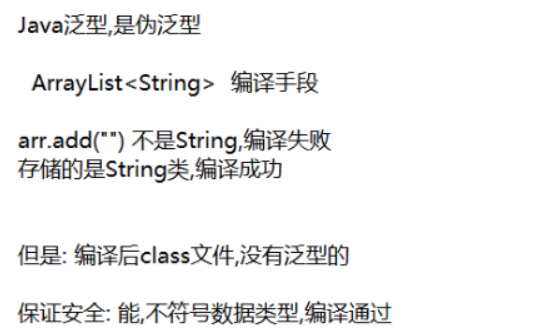 Java泛型,是伪泛型
ArrayList<String> 编译手段
arr.add("") 不是String,编译失败
存储的是String类,编译成功
但是: 编译后class文件,没有泛型的
保证安全: 能,不符号数据类型,编译通过